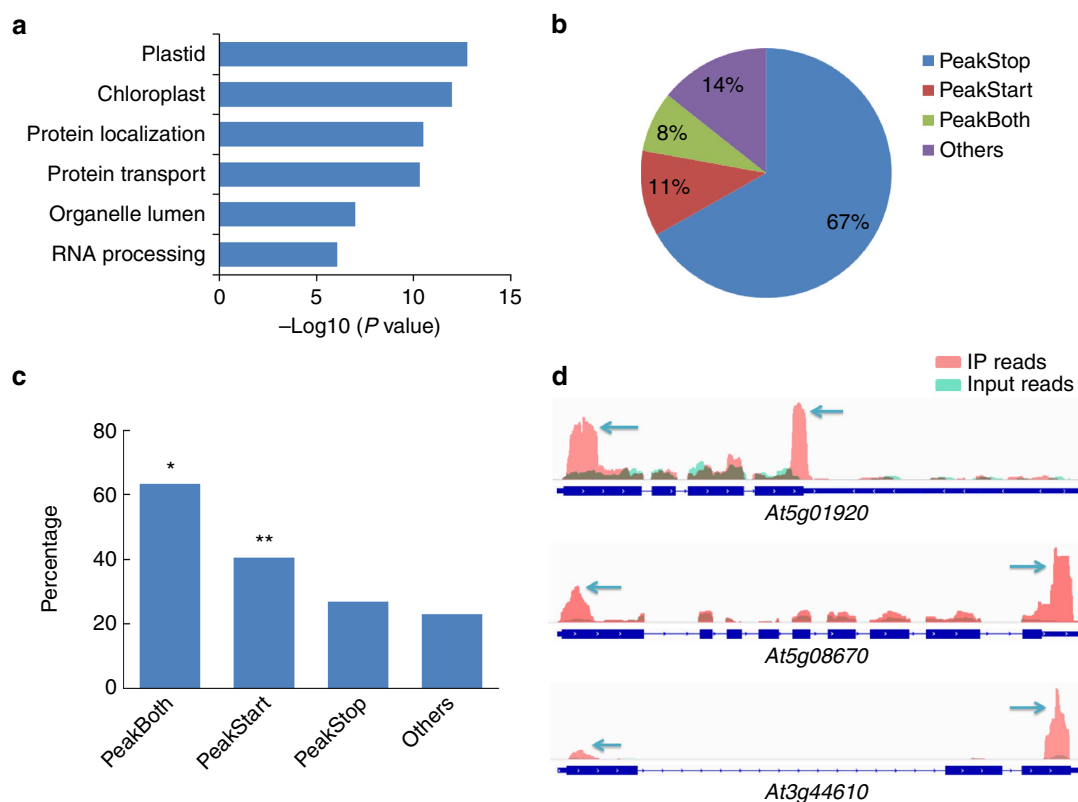 a
Plastid
Chloroplast
Protein localization
Protein transport
Organelle lumen
RNA processing
0 5 10 15
–Log10 (P value)
b
14%
8%
11%
67%
PeakStop
PeakStart
PeakBoth
Others
c
Percentage
80
60
40
20
0
*
**
PeakBoth
PeakStart
PeakStop
Others
d
IP reads
Input reads
At5g01920
At5g08670
At3g44610